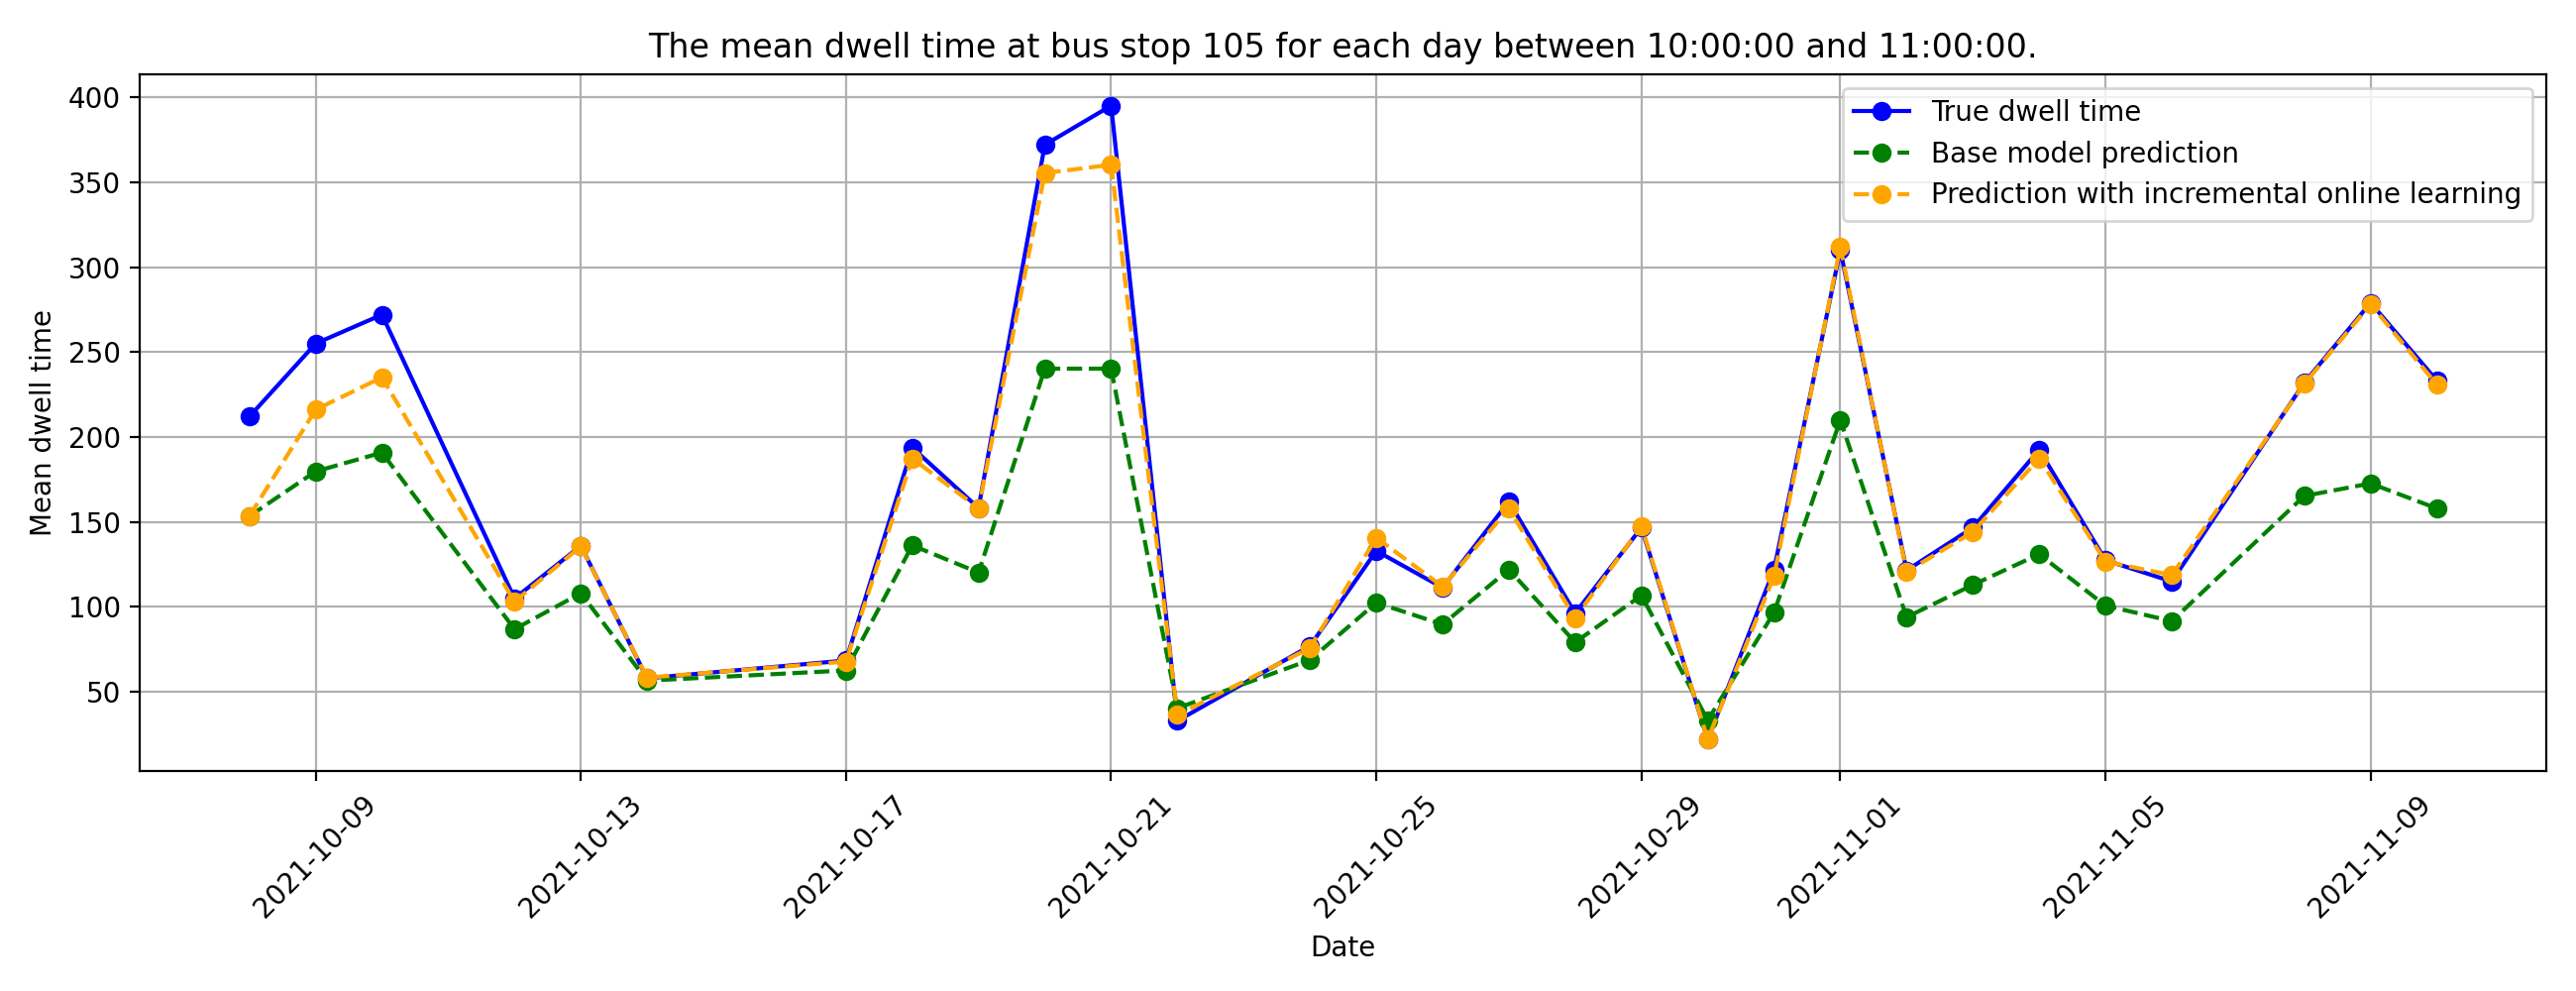 The mean dwell time at bus stop 105 for each day between 10:00:00 and 11:00:00.
400
350
300
250
200
150
100
50
Mean dwell time
True dwell time
Base model prediction
Prediction with incremental online learning
2021-10-09
2021-10-13
2021-10-17
2021-10-21
2021-10-25
2021-10-29
2021-11-01
2021-11-05
2021-11-09
Date